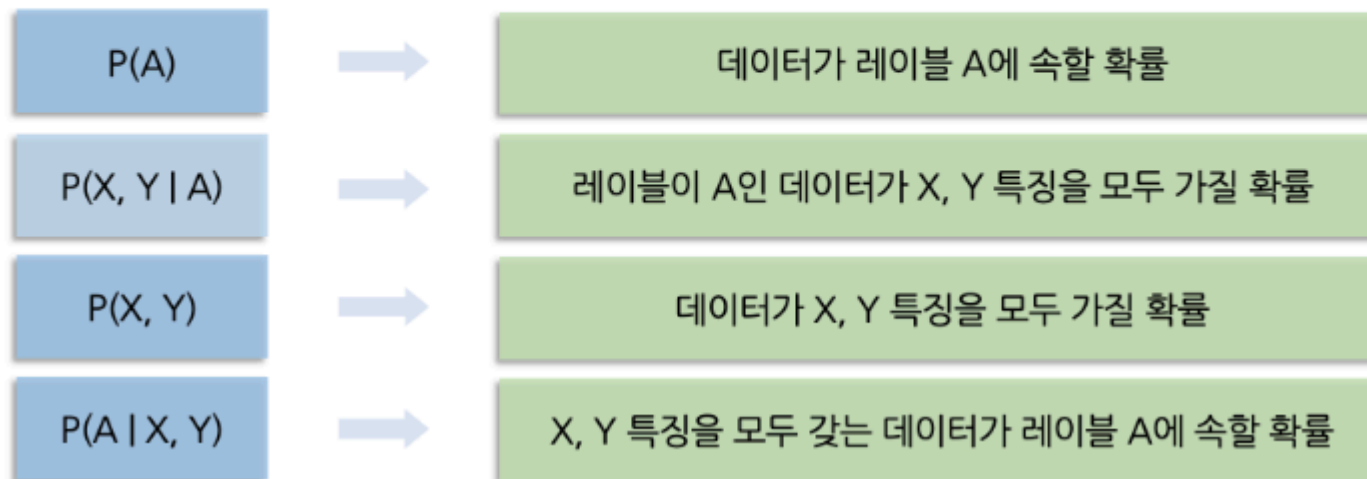 P(A)
데이터가 레이블 A에 속할 확률
P(X, Y | A)
레이블이 A인 데이터가 X, Y 특징을 모두 가질 확률
P(X, Y)
데이터가 X, Y 특징을 모두 가질 확률
P(A | X, Y)
X, Y 특징을 모두 갖는 데이터가 레이블 A에 속할 확률